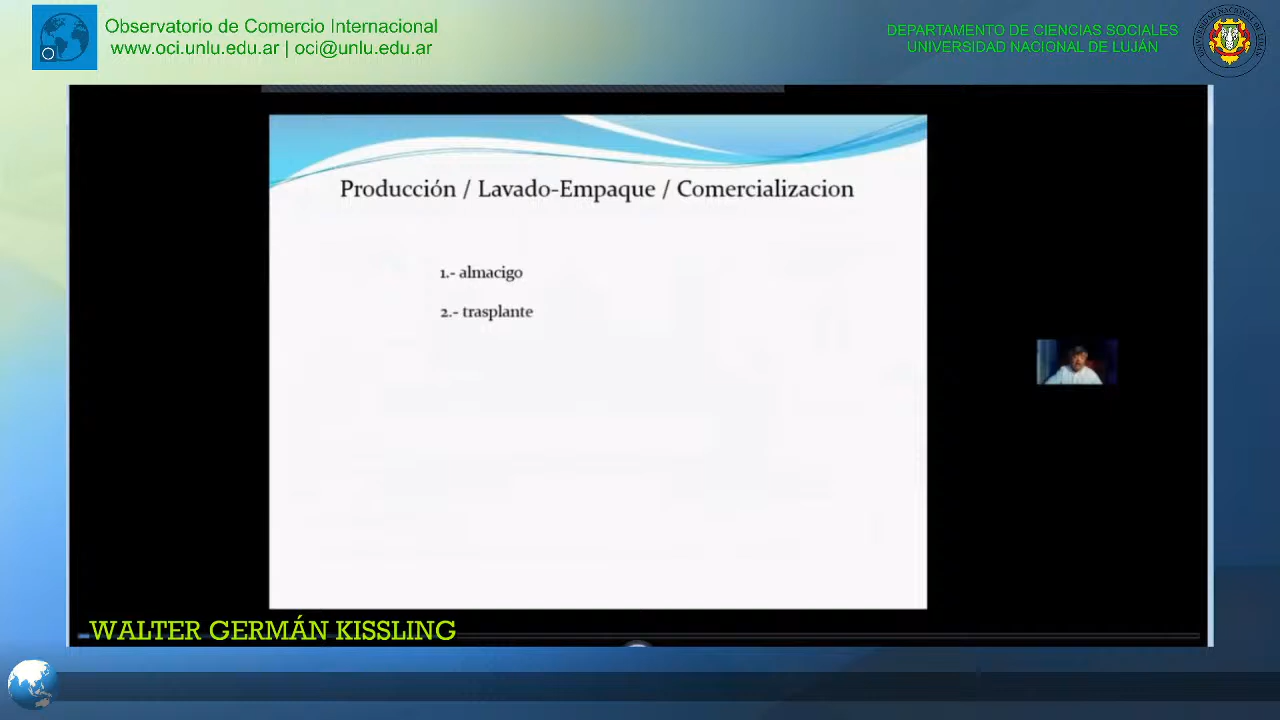 Observatorio de Comercio Internacional
www.oci.unlu.edu.ar | oci@unlu.edu.ar
DEPARTAMENTO DE CIENCIAS SOCIALES
UNIVERSIDAD NACIONAL DE LUJÁN
Producción / Lavado-Empaque / Comercializacion
1.- almacigo
2.- trasplante
WALTER GERMÁN KISSLING